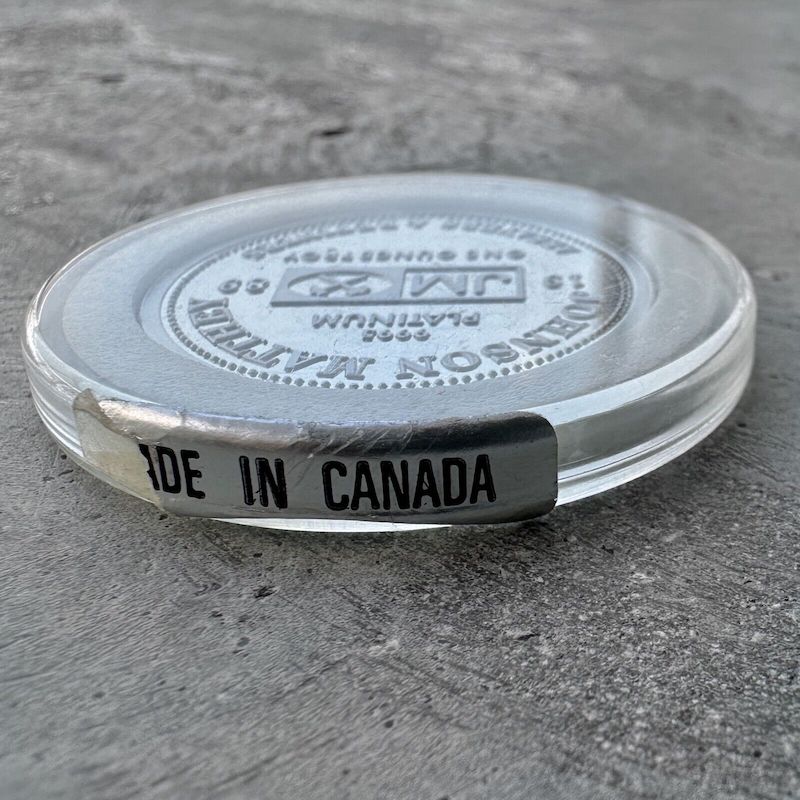 JOHNSON MATTHEY
9995
PLATINUM
JM
ONE OUNCE TROY
ADE IN CANADA